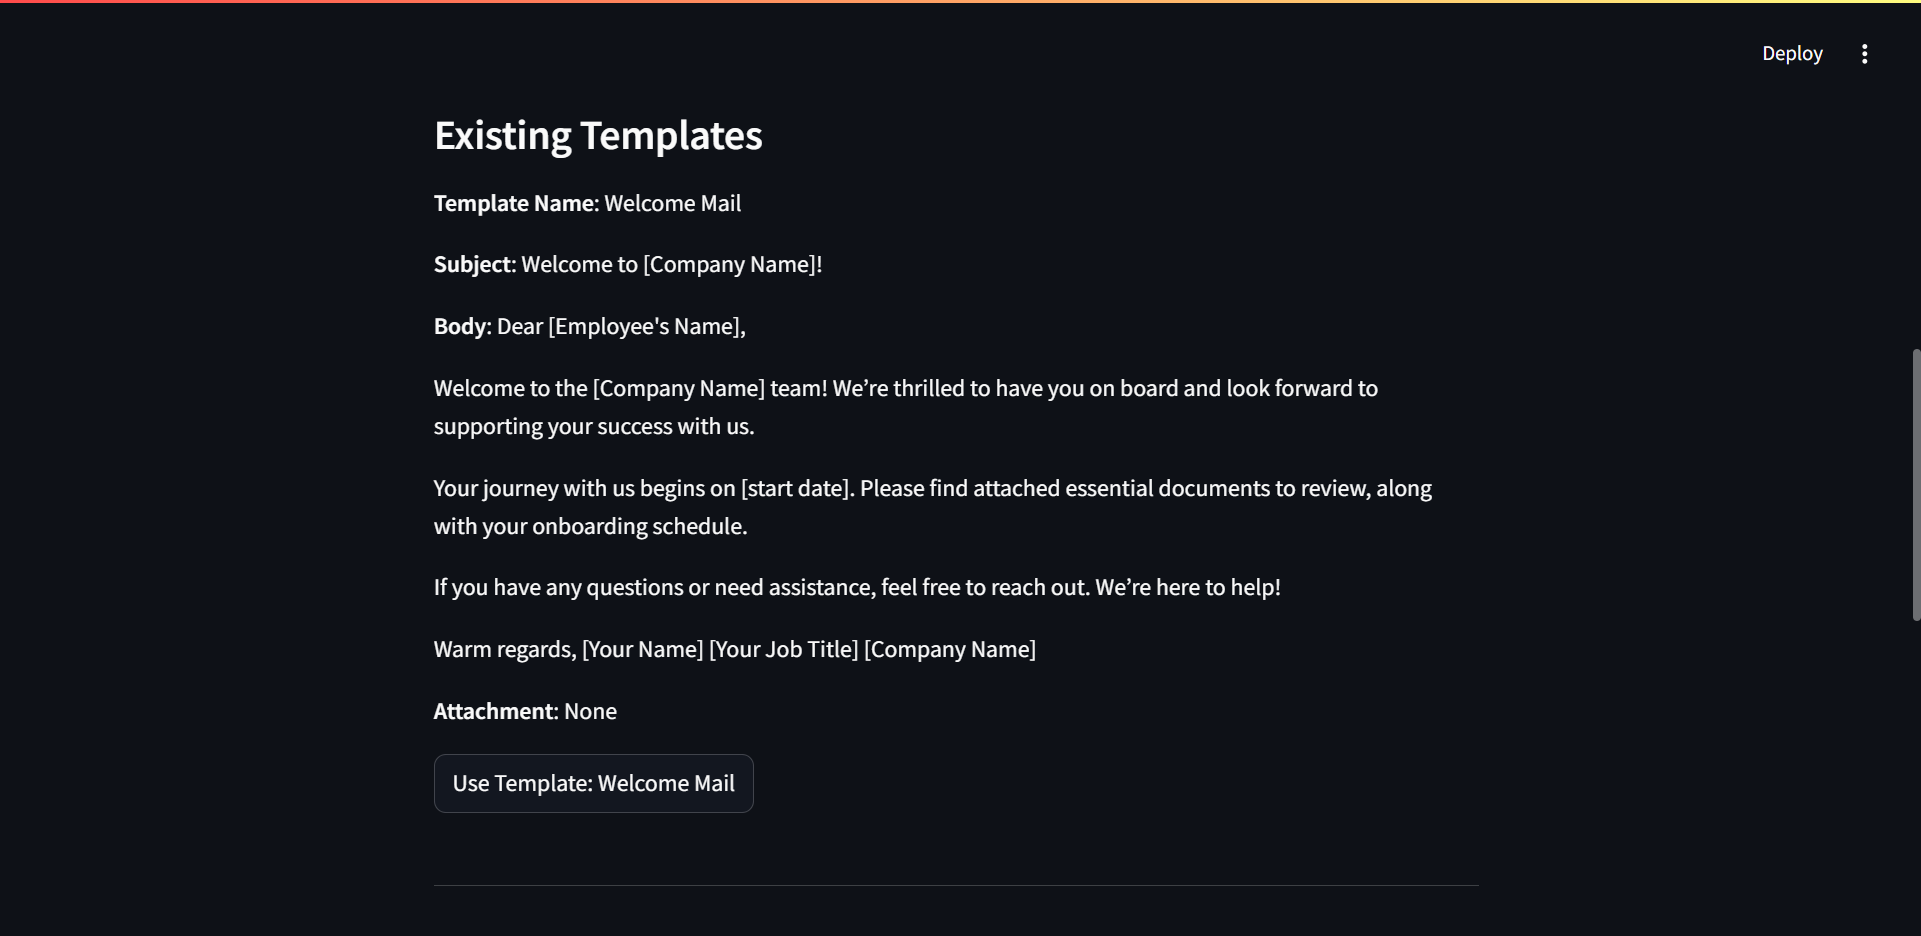 Deploy
Existing Templates
Template Name: Welcome Mail
Subject: Welcome to [Company Name]!
Body: Dear [Employee's Name],
Welcome to the [Company Name] team! We’re thrilled to have you on board and look forward to
supporting your success with us.
Your journey with us begins on [start date]. Please find attached essential documents to review, along
with your onboarding schedule.
If you have any questions or need assistance, feel free to reach out. We’re here to help!
Warm regards, [Your Name] [Your Job Title] [Company Name]
Attachment: None
Use Template: Welcome Mail